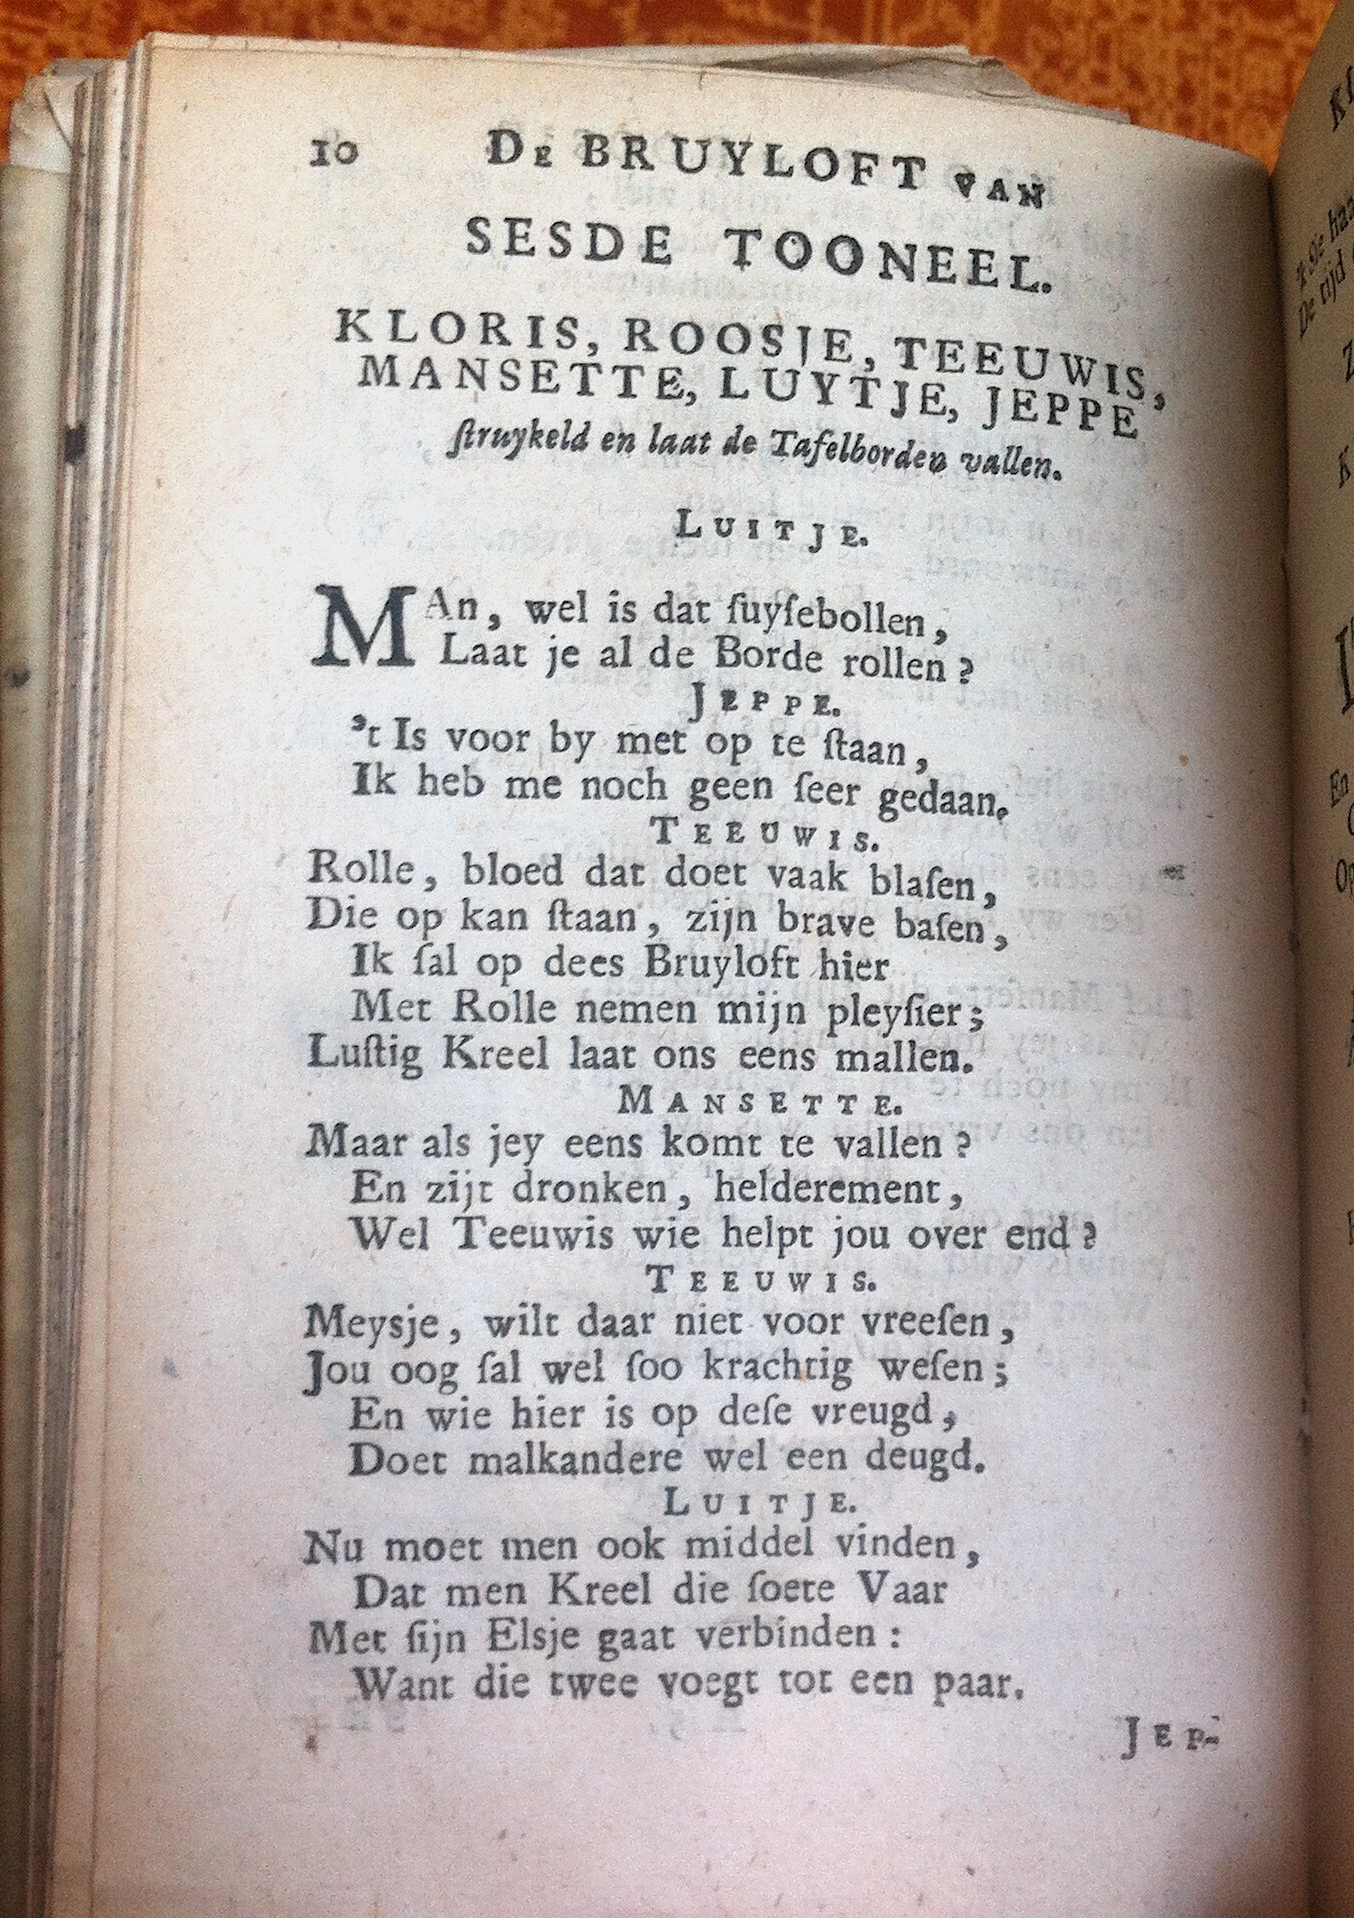 10 De BRUYLOFT VAN
SESDE TOONEEL.
KLORIS, ROOSJE, TEEUWIS,
MANSETTE, LUYTJE, JEPPE
ſtruykeld en laat de Tafelborden vallen.
LUITJE.
MAn, wel is dat ſuyſebollen,
Laat je al de Borde rollen?
JEPPE.
't Is voor by met op te ſtaan,
Ik heb me noch geen ſeer gedaan.
TEEUWIS.
Rolle, bloed dat doet vaak blaſen,
Die op kan ſtaan, zijn brave baſen,
Ik ſal op dees Bruyloft hier
Met Rolle nemen mijn pleyſier;
Luſtig Kreel laat ons eens mallen.
MANSETTE.
Maar als jey eens komt te vallen?
En zijt dronken, helderement,
Wel Teeuwis wie helpt jou over end?
TEEUWIS.
Meysje, wilt daar niet voor vreeſen,
Jou oog ſal wel ſoo krachtig weſen;
En wie hier is op deſe vreugd,
Doet malkandere wel een deugd.
LUITJE.
Nu moet men ook middel vinden,
Dat men Kreel die ſoete Vaar
Met ſijn Elsje gaat verbinden:
Want die twee voegt tot een paar.
JEP-